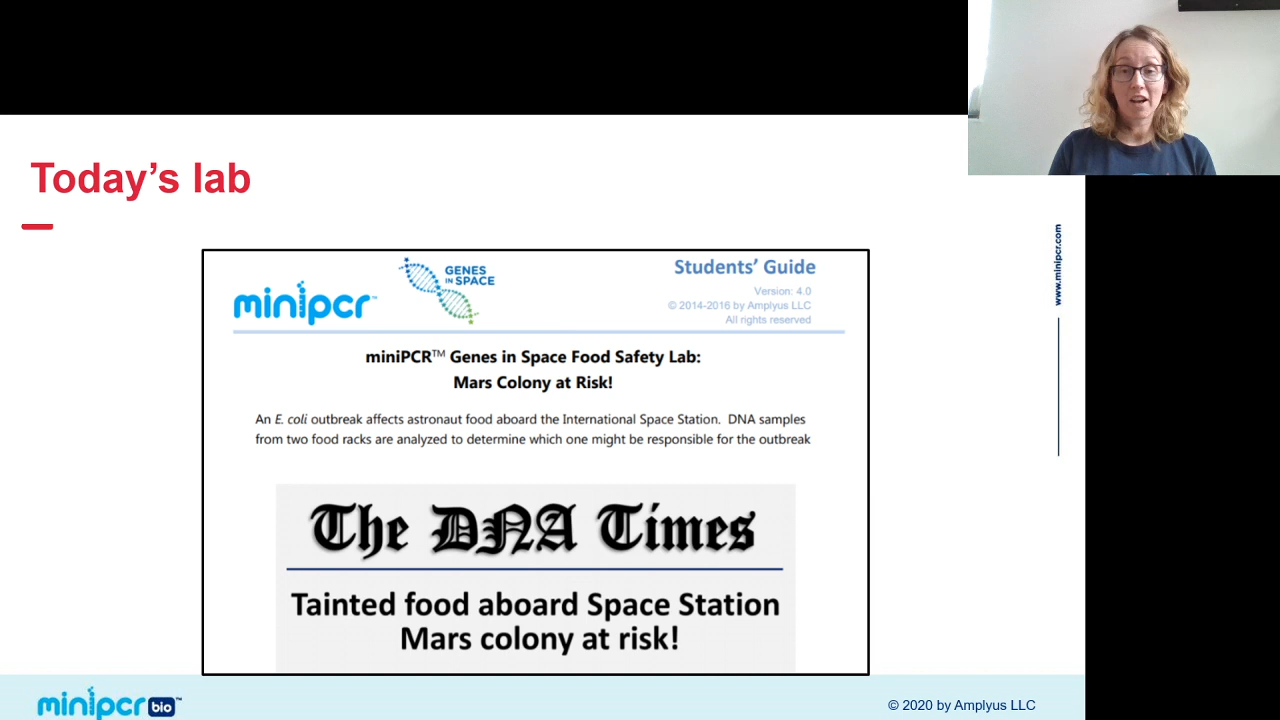 Today's lab
www.minipcr.com
minipcr™
GENES
IN SPACE
Students' Guide
Version: 4.0
© 2014-2016 by Amplyus LLC
All rights reserved
miniPCR™ Genes in Space Food Safety Lab:
Mars Colony at Risk!
An E. coli outbreak affects astronaut food aboard the International Space Station. DNA samples
from two food racks are analyzed to determine which one might be responsible for the outbreak
The DNA Times
Tainted food aboard Space Station
Mars colony at risk!
minipcr bio™
© 2020 by Amplyus LLC